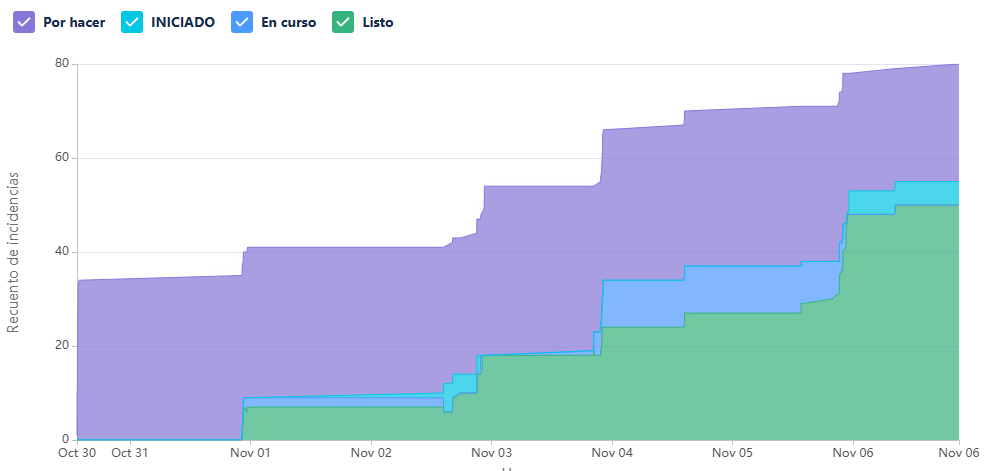 Por hacer INICIADO En curso Listo
Recuento de incidencias
80
60
40
20
0
Oct 30 Oct 31 Nov 01 Nov 02 Nov 03 Nov 04 Nov 05 Nov 06 Nov 06